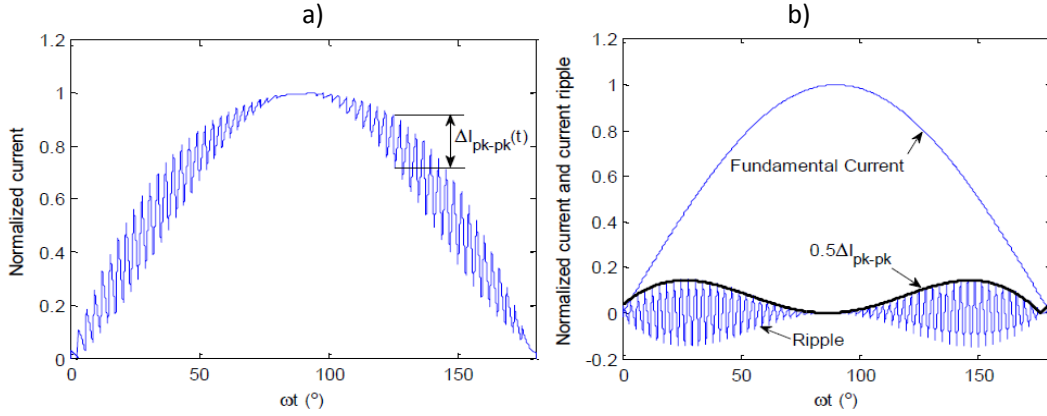 a)
Normalized current
1.2
1
0.8
0.6
0.4
0.2
0
0
50
100
150
ωt (°)
ΔIpk-pk(t)
b)
Normalized current and current ripple
1.2
1
0.8
0.6
0.4
0.2
0
-0.2
0
50
100
150
ωt (°)
Fundamental Current
0.5ΔIpk-pk
Ripple